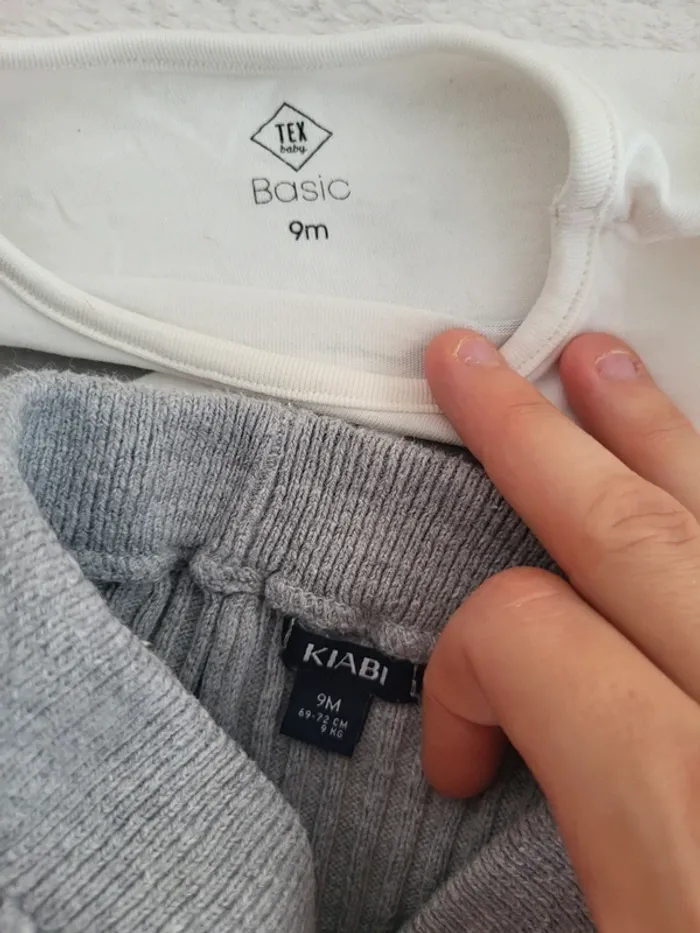 TEX
baby
Basic
9m
KIABI
9M
69-72 CM
9 KG